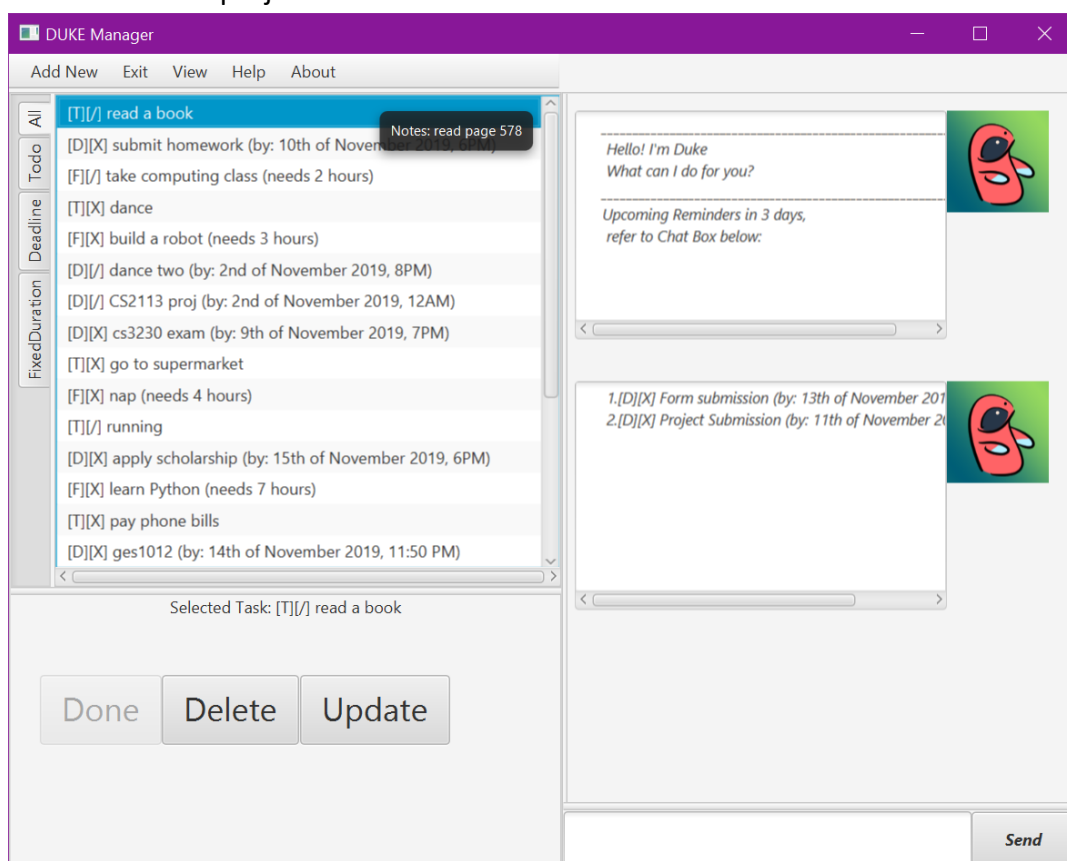 DUKE Manager
Add New Exit View Help About
All
Todo
Deadline
FixedDuration
[T][/] read a book
Notes: read page 578
[D][X] submit homework (by: 10th of November 2019, 6PM)
[F][/] take computing class (needs 2 hours)
[T][X] dance
[F][X] build a robot (needs 3 hours)
[D][/] dance two (by: 2nd of November 2019, 8PM)
[D][/] CS2113 proj (by: 2nd of November 2019, 12AM)
[D][X] cs3230 exam (by: 9th of November 2019, 7PM)
[T][X] go to supermarket
[F][X] nap (needs 4 hours)
[T][/] running
[D][X] apply scholarship (by: 15th of November 2019, 6PM)
[F][X] learn Python (needs 7 hours)
[T][X] pay phone bills
[D][X] ges1012 (by: 14th of November 2019, 11:50 PM)
Selected Task: [T][/] read a book
Done Delete Update
Hello! I'm Duke
What can I do for you?
Upcoming Reminders in 3 days,
refer to Chat Box below:
1.[D][X] Form submission (by: 13th of November 201
2.[D][X] Project Submission (by: 11th of November 2
Send